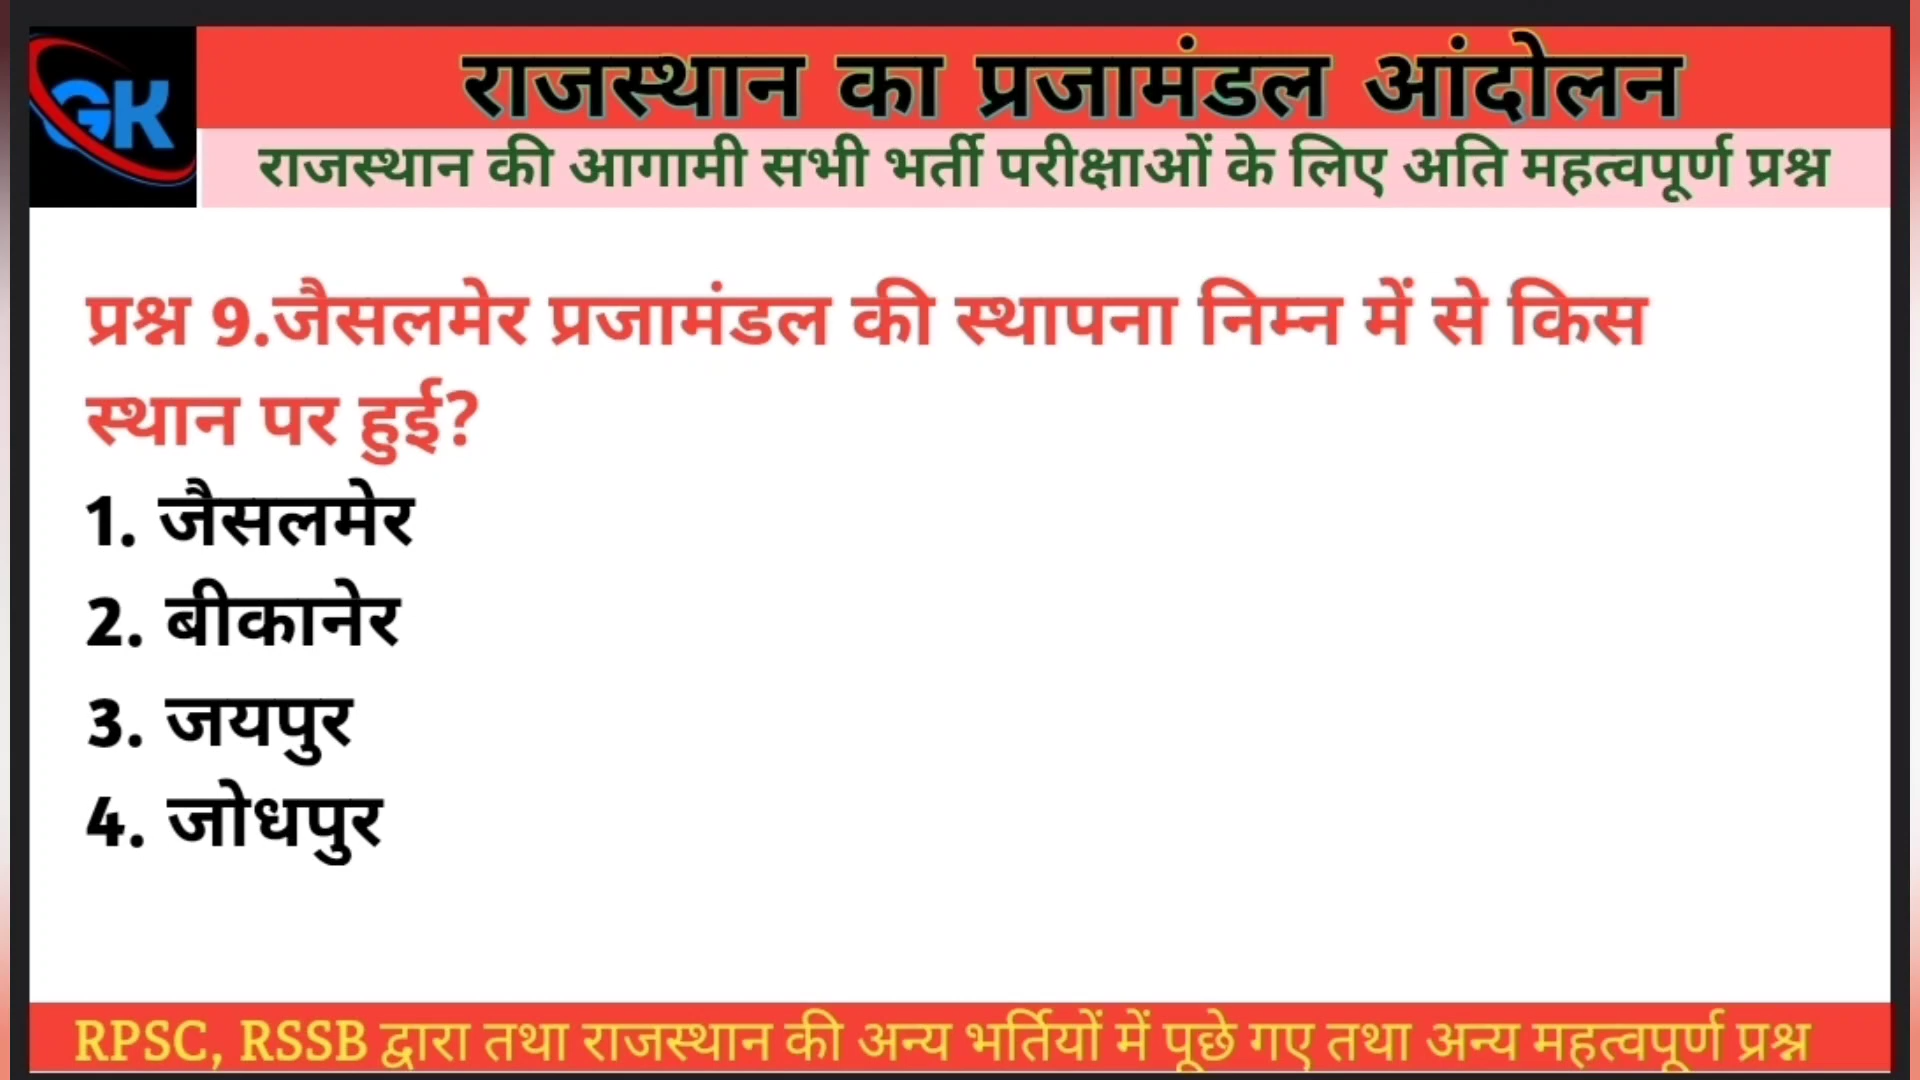 GK
राजस्थान का प्रजामंडल आंदोलन
राजस्थान की आगामी सभी भर्ती परीक्षाओं के लिए अति महत्वपूर्ण प्रश्न
प्रश्न 9.जैसलमेर प्रजामंडल की स्थापना निम्न में से किस
स्थान पर हुई?
1. जैसलमेर
2. बीकानेर
3. जयपुर
4. जोधपुर
RPSC, RSSB द्वारा तथा राजस्थान की अन्य भर्तियों में पूछे गए तथा अन्य महत्वपूर्ण प्रश्न